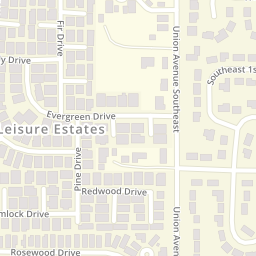 Fir Drive
Union Avenue Southeast
y Drive
Southeast 1s
Evergreen Drive
Leisure Estates
Pine Drive
Redwood Drive
mlock Drive
Union Aven
Rosewood Drive